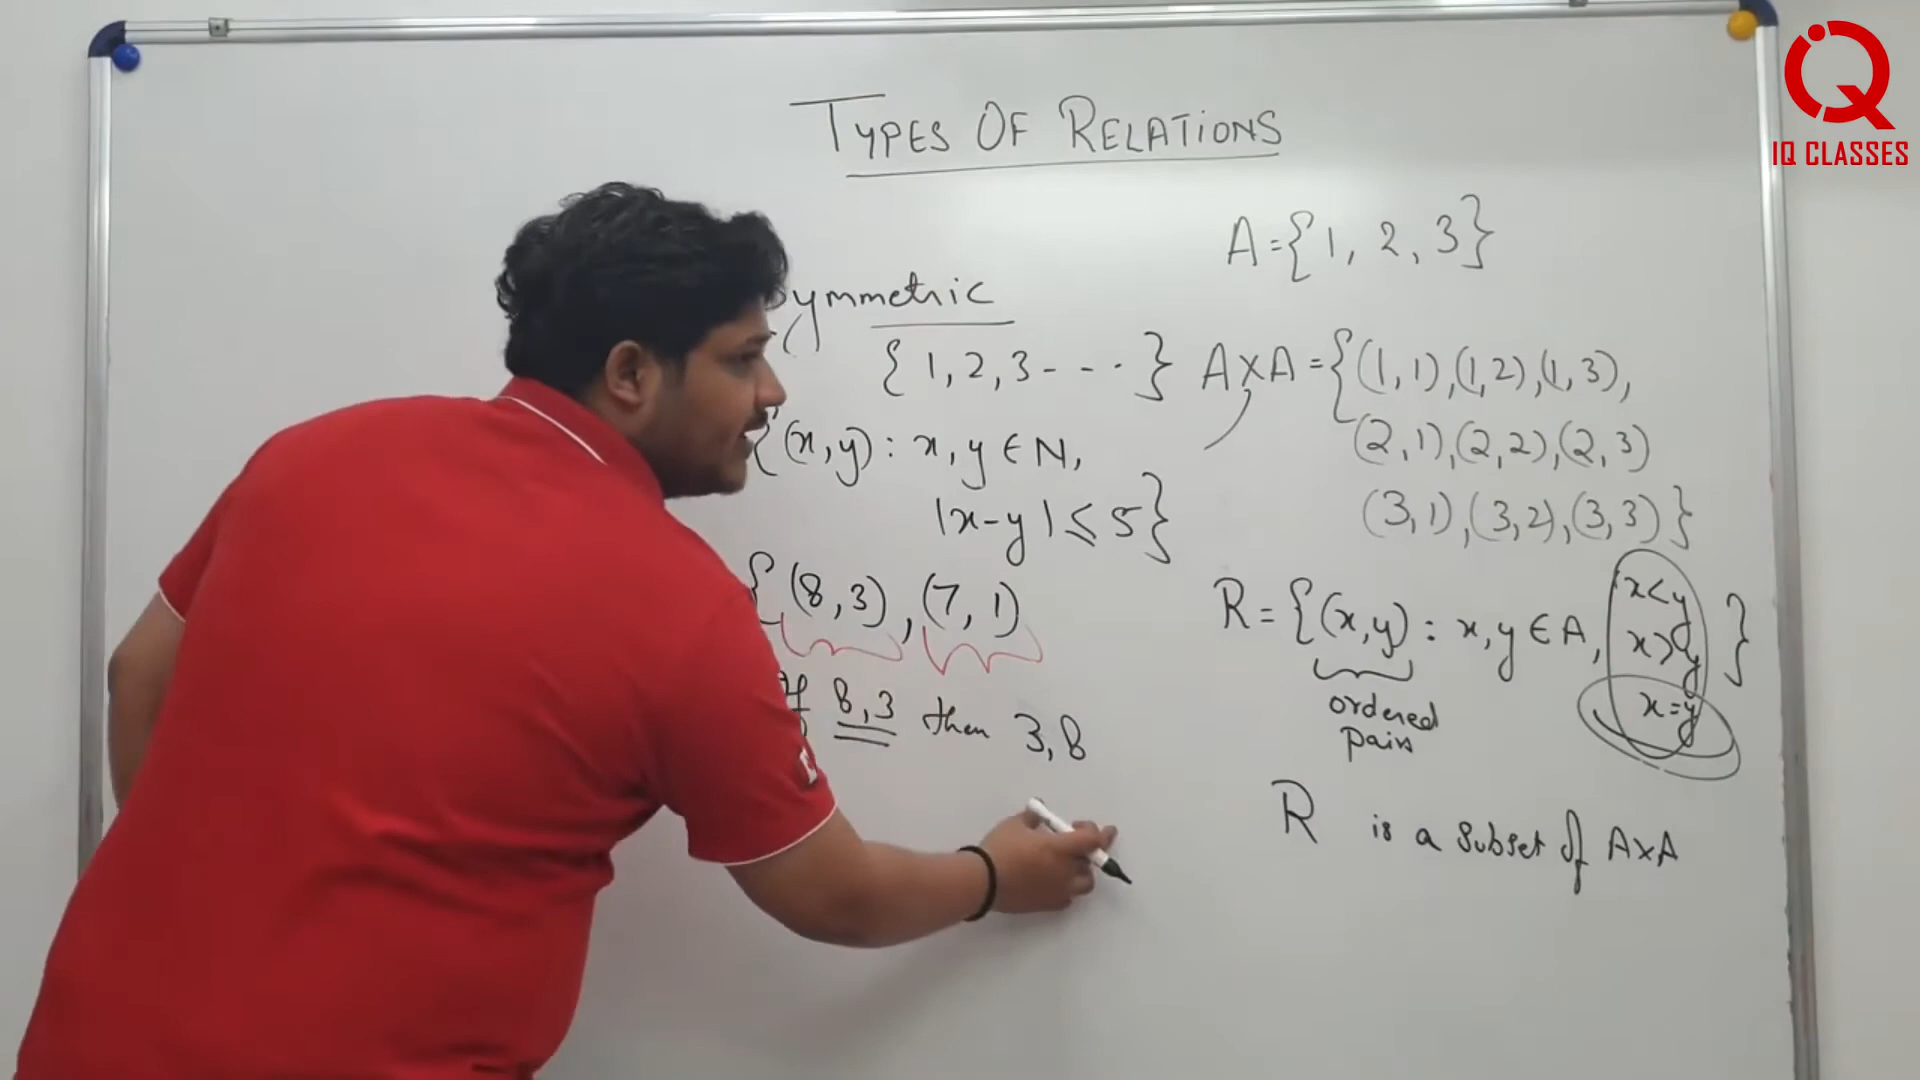 IQ CLASSES
TYPES OF RELATIONS
Symmetric
{1, 2, 3 - - - ·}
{(x,y) : x,y ∈ N,
|x-y| ≤ 5}
{(8,3), (7, 1)
If 8,3 then 3,8
A={1, 2, 3}
A×A={(1,1),(1,2),(1,3),
(2,1),(2,2),(2,3)
(3,1),(3,2),(3,3)}
R={(x,y) : x,y ∈ A, x<y }
x>y
x=y
ordered
pairs
R is a subset of A×A